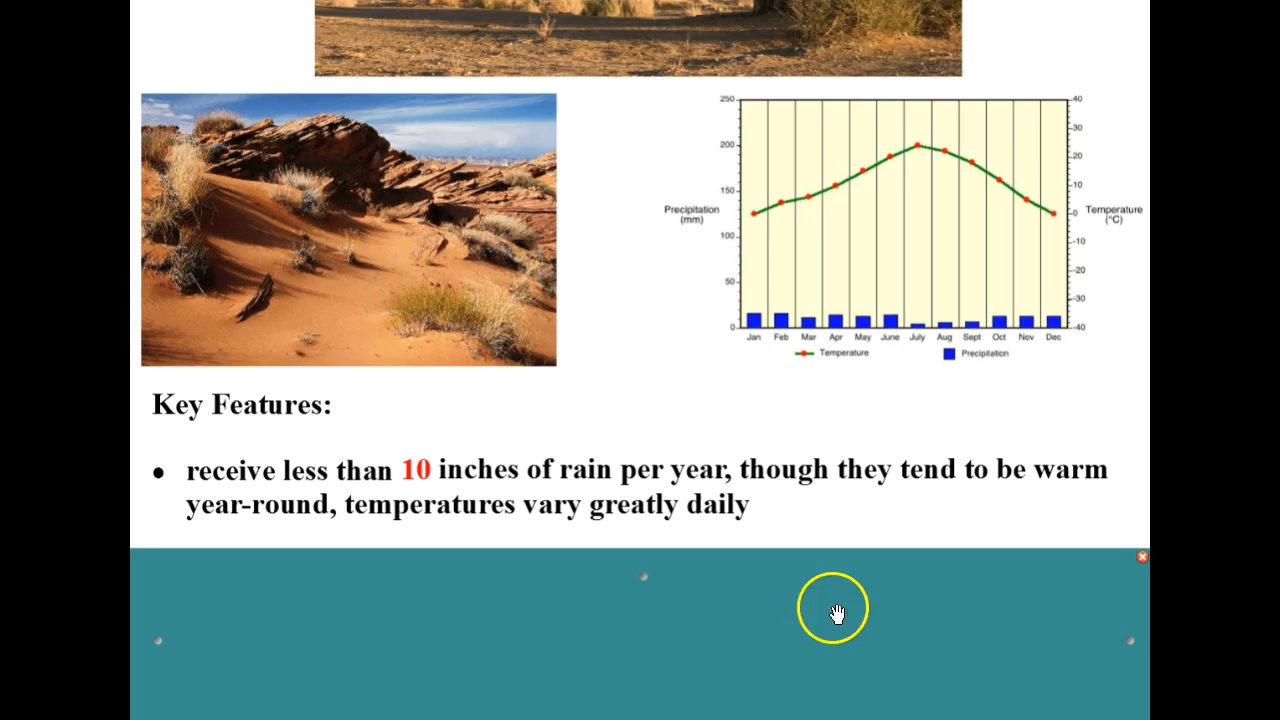 250
200
150
100
50
0
Precipitation
(mm)
40
30
20
10
0
-10
-20
-30
-40
Temperature
(°C)
Jan Feb Mar Apr May June July Aug Sept Oct Nov Dec
Temperature Precipitation
Key Features:
• receive less than 10 inches of rain per year, though they tend to be warm
year-round, temperatures vary greatly daily